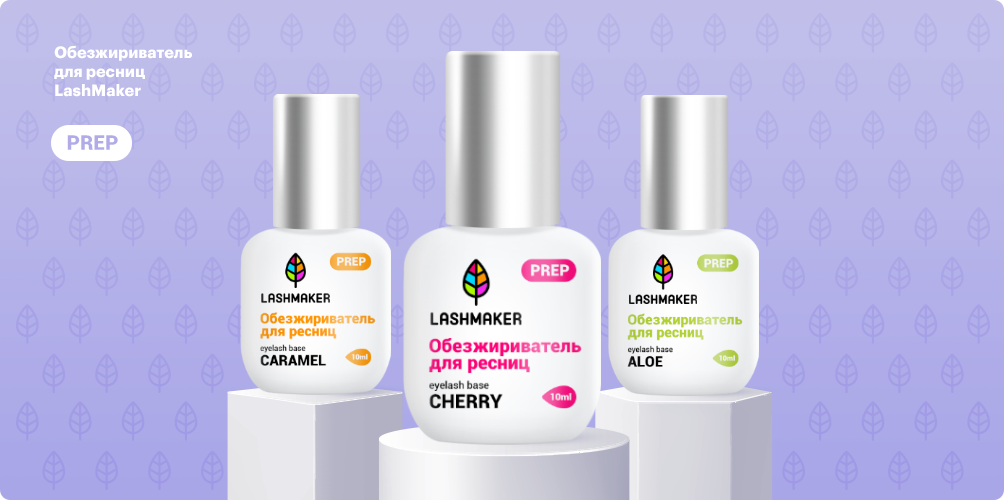 Обезжириватель
для ресниц
LashMaker
PREP
PREP
LASHMAKER
Обезжириватель
для ресниц
eyelash base
CARAMEL
10ml
PREP
LASHMAKER
Обезжириватель
для ресниц
eyelash base
CHERRY
10ml
PREP
LASHMAKER
Обезжириватель
для ресниц
eyelash base
ALOE
10ml